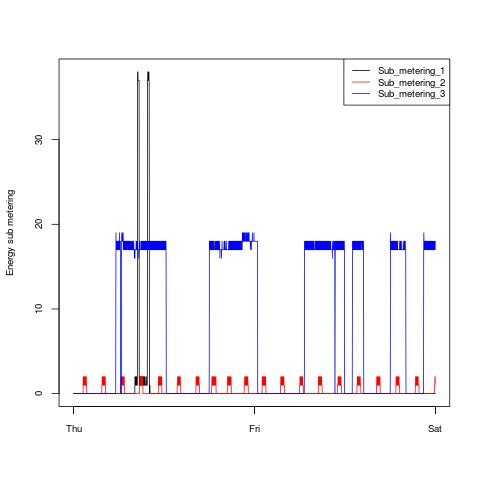 Sub_metering_1
Sub_metering_2
Sub_metering_3
Energy sub metering
30
20
10
0
Thu Fri Sat